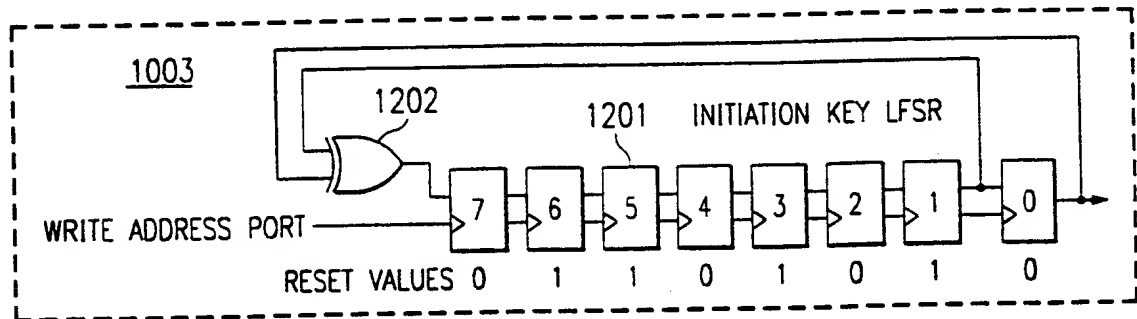 1003
1202
1201 INITIATION KEY LFSR
7 6 5 4 3 2 1 0
WRITE ADDRESS PORT
RESET VALUES 0 1 1 0 1 0 1 0